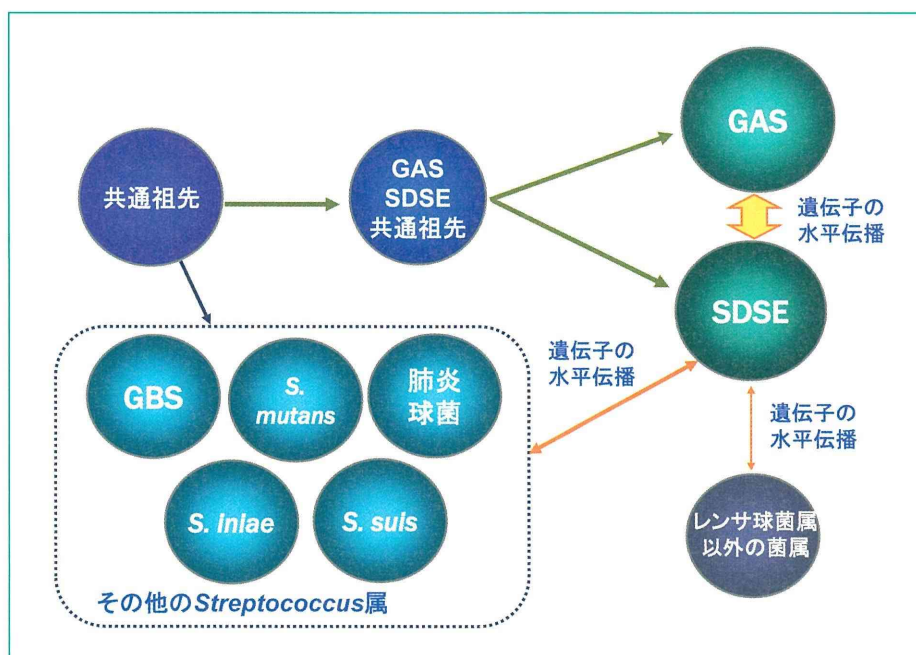 共通祖先
GAS
SDSE
共通祖先
GAS
遺伝子の
水平伝播
SDSE
GBS
S.
mutans
肺炎
球菌
遺伝子の
水平伝播
遺伝子の
水平伝播
S. iniae
S. suis
レンサ球菌属
以外の菌属
その他のStreptococcus属